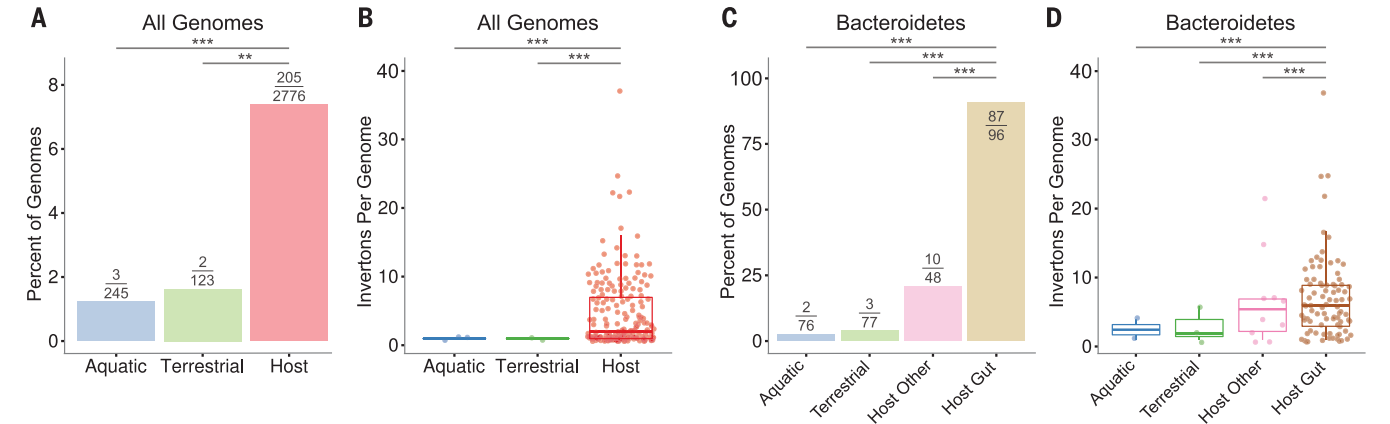 A
All Genomes
***
**
Percent of Genomes
8
6
4
2
0
3
245
2
123
205
2776
Aquatic
Terrestrial
Host
B
All Genomes
***
***
Invertons Per Genome
40
30
20
10
0
Aquatic
Terrestrial
Host
C
Bacteroidetes
***
***
***
Percent of Genomes
100
75
50
25
0
2
76
3
77
10
48
87
96
Aquatic
Terrestrial
Host Other
Host Gut
D
Bacteroidetes
***
***
***
Invertons Per Genome
40
30
20
10
0
Aquatic
Terrestrial
Host Other
Host Gut